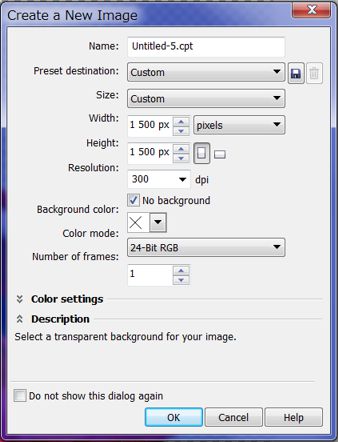 Create a New Image
Name: Untitled-5.cpt
Preset destination: Custom
Size: Custom
Width: 1 500 px pixels
Height: 1 500 px
Resolution: 300 dpi
Background color: No background
Color mode: 24-Bit RGB
Number of frames: 1
Color settings
Description
Select a transparent background for your image.
Do not show this dialog again
OK Cancel Help